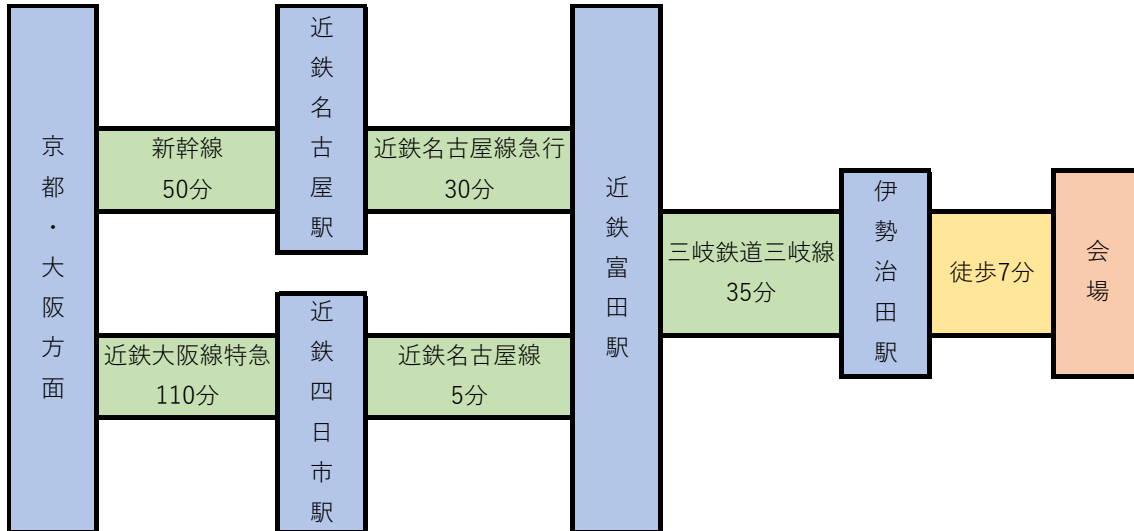 京都・大阪方面
新幹線
50分
近鉄名古屋駅
近鉄名古屋線急行
30分
近鉄大阪線特急
110分
近鉄四日市駅
近鉄名古屋線
5分
近鉄富田駅
三岐鉄道三岐線
35分
伊勢治田駅
徒歩7分
会場